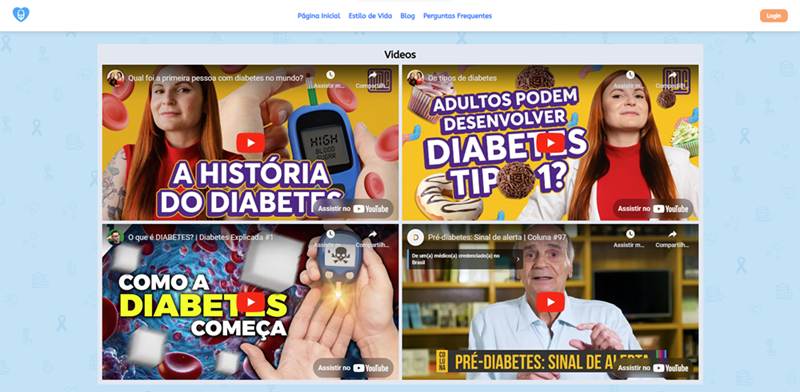 Página Inicial
Estilo de Vida
Blog
Perguntas Frequentes
Login
Videos
Qual foi a primeira pessoa com diabetes no mundo?
Assistir m...
Compartilh...
HIGH
BLOOD
SUGAR
A HISTÓRIA
DO DIABETES
Assistir no YouTube
Os tipos de diabetes
Assistir m...
Compartilh...
ADULTOS PODEM
DESENVOLVER
DIABETES
TIPO 1?
Assistir no YouTube
O que é DIABETES? | Diabetes Explicada #1
Assistir m...
Compartilh...
COMO A
DIABETES
COMEÇA
Assistir no YouTube
D
Pré-diabetes: Sinal de alerta | Coluna #97
Assistir m...
Compartilh...
De um(a) médico(a) credenciado(a) no
Brasil
COLUNA
PRÉ-DIABETES: SINAL DE ALERTA
Assistir no YouTube